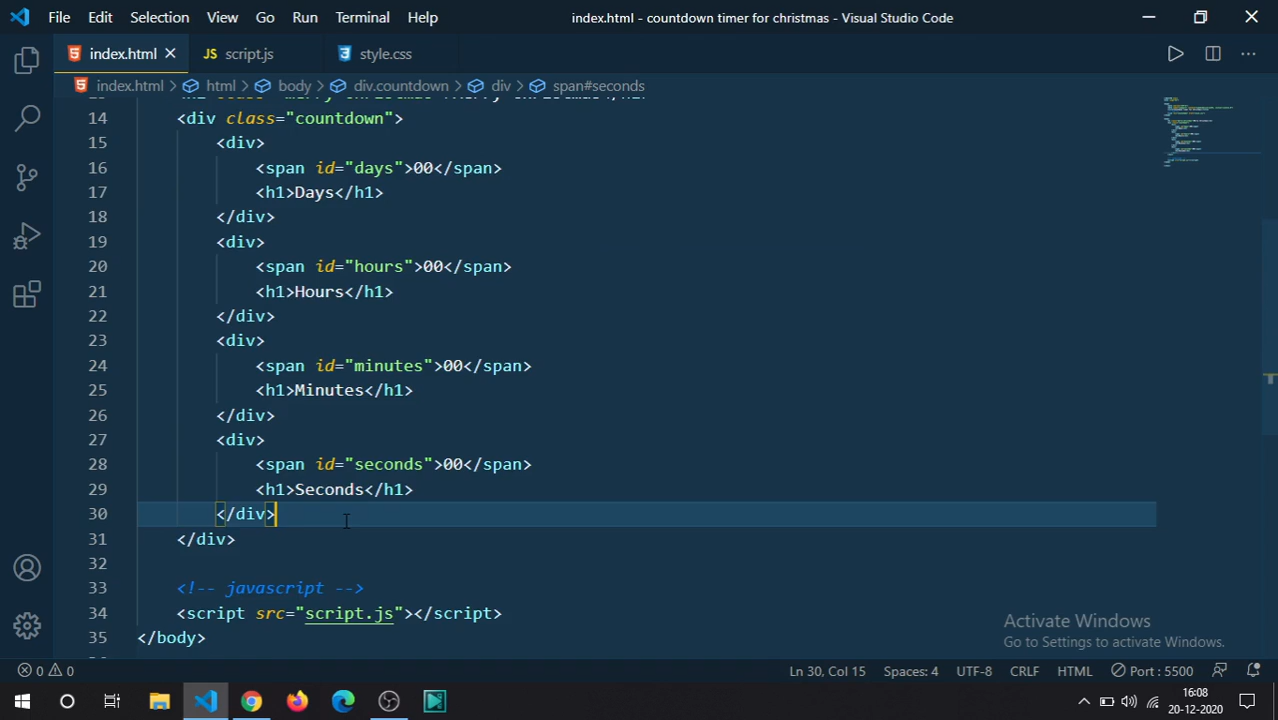 File Edit Selection View Go Run Terminal Help
index.html - countdown timer for christmas - Visual Studio Code
index.html
JS script.js
style.css
index.html > html > body > div.countdown > div > span#seconds
14 <div class="countdown">
15 <div>
16 <span id="days">00</span>
17 <h1>Days</h1>
18 </div>
19 <div>
20 <span id="hours">00</span>
21 <h1>Hours</h1>
22 </div>
23 <div>
24 <span id="minutes">00</span>
25 <h1>Minutes</h1>
26 </div>
27 <div>
28 <span id="seconds">00</span>
29 <h1>Seconds</h1>
30 </div>
31 </div>
32
33 <!-- javascript -->
34 <script src="script.js"></script>
35 </body>
Activate Windows
Go to Settings to activate Windows.
0 0
Ln 30, Col 15 Spaces: 4 UTF-8 CRLF HTML Port : 5500
16:08
20-12-2020